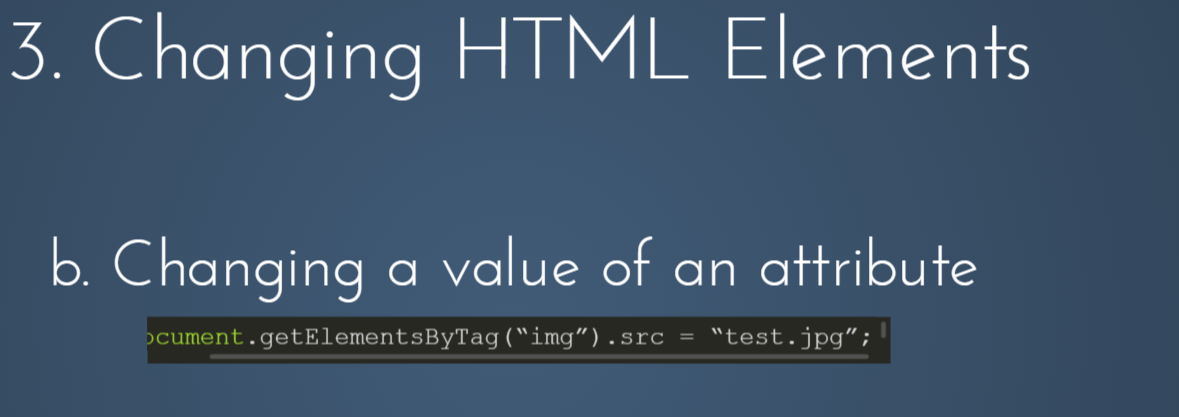 3. Changing HTML Elements
b. Changing a value of an attribute
ocument.getElementsByTag(“img”).src = “test.jpg”;